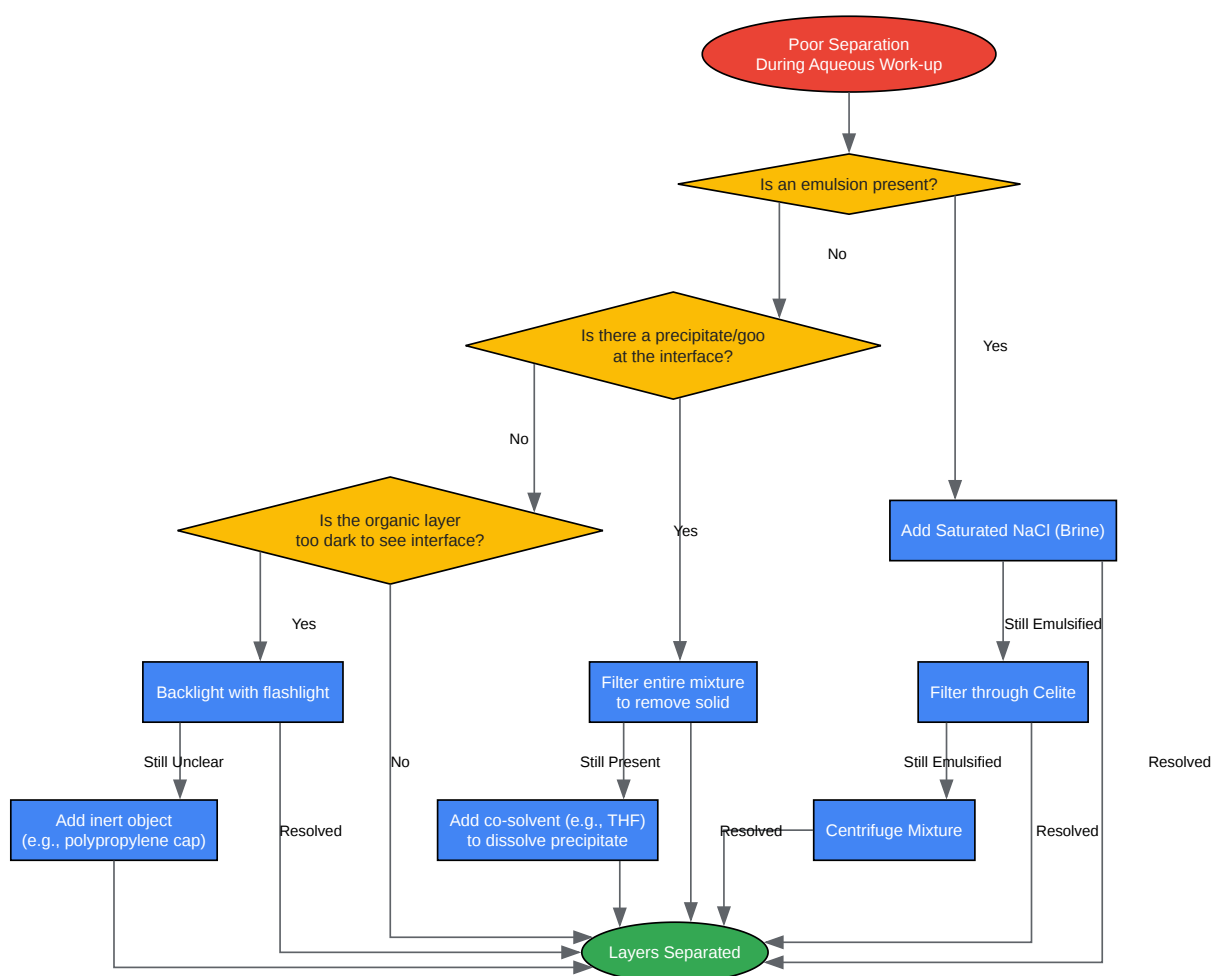 Poor Separation
During Aqueous Work-up
Is an emulsion present?
No
Is there a precipitate/goo
at the interface?
Yes
No
Is the organic layer
too dark to see interface?
Yes
Add Saturated NaCl (Brine)
Yes
Still Emulsified
Backlight with flashlight
Filter entire mixture
to remove solid
Filter through Celite
Still Unclear
No
Still Present
Still Emulsified
Resolved
Add inert object
(e.g., polypropylene cap)
Resolved
Add co-solvent (e.g., THF)
to dissolve precipitate
Resolved
Centrifuge Mixture
Resolved
Layers Separated